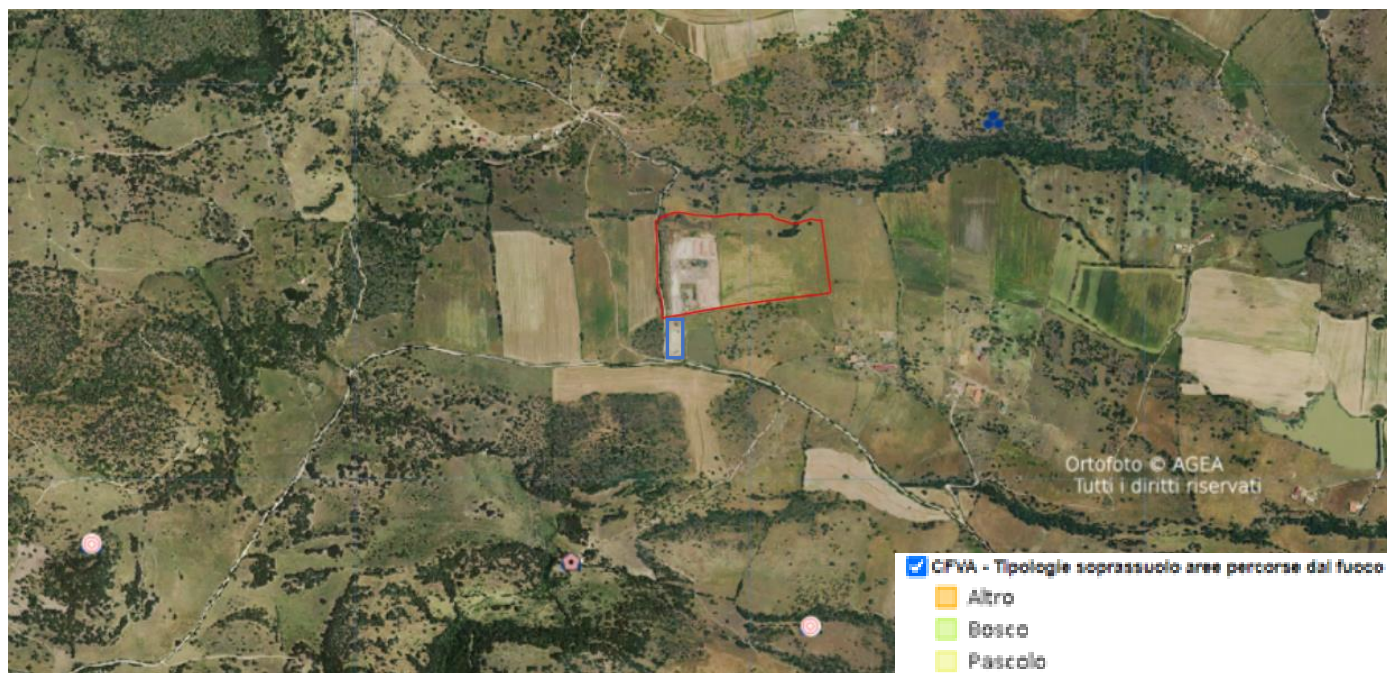 Ortofoto © AGEA
Tutti i diritti riservati
CFVA - Tipologie soprassuolo aree percorse dal fuoco
Altro
Bosco
Pascolo